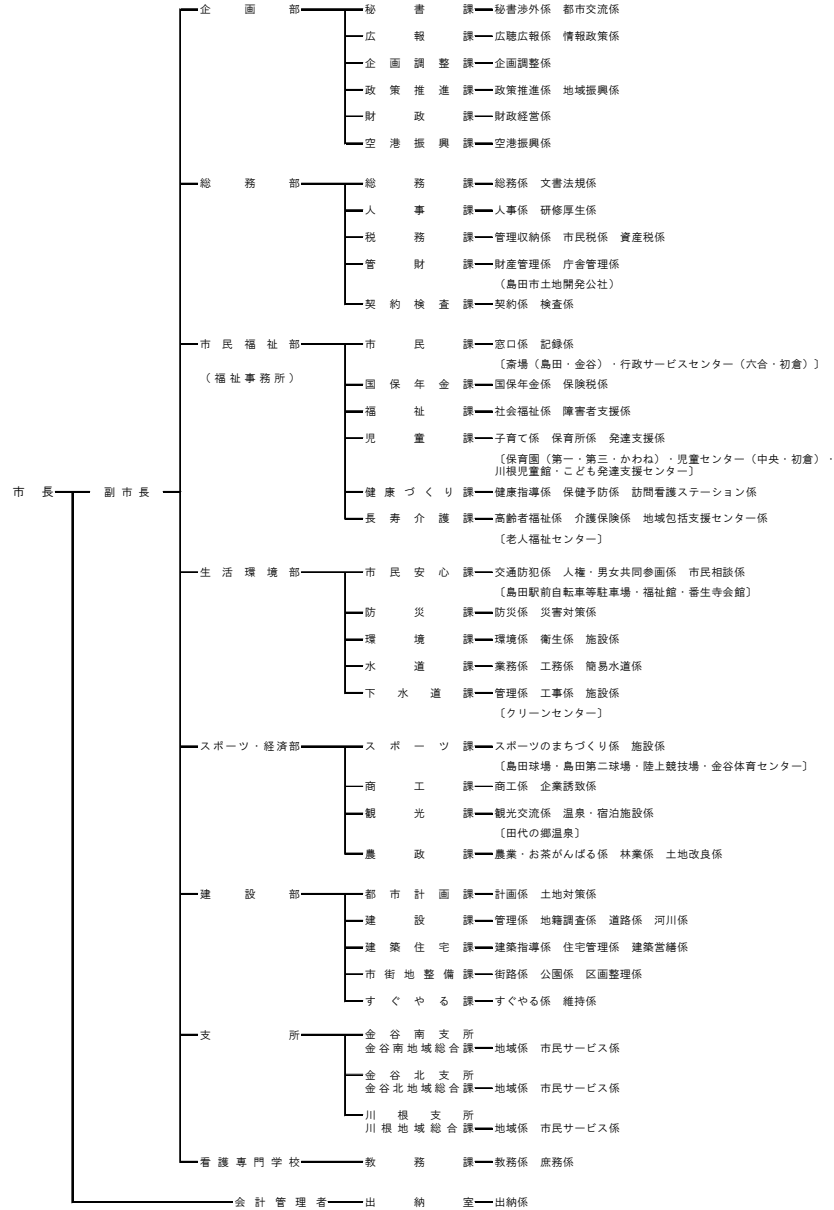 企画部 秘書課 秘書渉外係 都市交流係
広報課 広聴広報係 情報政策係
企画調整課 企画調整係
政策推進課 政策推進係 地域振興係
財政課 財政経営係
空港振興課 空港振興係
総務部 総務課 総務係 文書法規係
人事課 人事係 研修厚生係
税務課 管理収納係 市民税係 資産税係
管財課 財産管理係 庁舎管理係
（島田市土地開発公社）
契約検査課 契約係 検査係
市民福祉部 市民課 窓口係 記録係
〔斎場（島田・金谷）・行政サービスセンター（六合・初倉）〕
（福祉事務所） 国保年金課 国保年金係 保険税係
福祉課 社会福祉係 障害者支援係
児童課 子育て係 保育所係 発達支援係
〔保育園（第一・第三・かわね）・児童センター（中央・初倉）・
川根児童館・こども発達支援センター〕
市長 副市長 健康づくり課 健康指導係 保健予防係 訪問看護ステーション係
長寿介護課 高齢者福祉係 介護保険係 地域包括支援センター係
〔老人福祉センター〕
生活環境部 市民安心課 交通防犯係 人権・男女共同参画係 市民相談係
〔島田駅前自転車等駐車場・福祉館・番生寺会館〕
防災課 防災係 災害対策係
環境課 環境係 衛生係 施設係
水道課 業務係 工務係 簡易水道係
下水道課 管理係 工事係 施設係
〔クリーンセンター〕
スポーツ・経済部 スポーツ課 スポーツのまちづくり係 施設係
〔島田球場・島田第二球場・陸上競技場・金谷体育センター〕
商工課 商工係 企業誘致係
観光課 観光交流係 温泉・宿泊施設係
〔田代の郷温泉〕
農政課 農業・お茶がんばる係 林業係 土地改良係
建設部 都市計画課 計画係 土地対策係
建設課 管理係 地籍調査係 道路係 河川係
建築住宅課 建築指導係 住宅管理係 建築営繕係
市街地整備課 街路係 公園係 区画整理係
すぐやる課 すぐやる係 維持係
支所 金谷南支所
金谷南地域総合課 地域係 市民サービス係
金谷北支所
金谷北地域総合課 地域係 市民サービス係
川根支所
川根地域総合課 地域係 市民サービス係
看護専門学校 教務課 教務係 庶務係
会計管理者 出納室 出納係